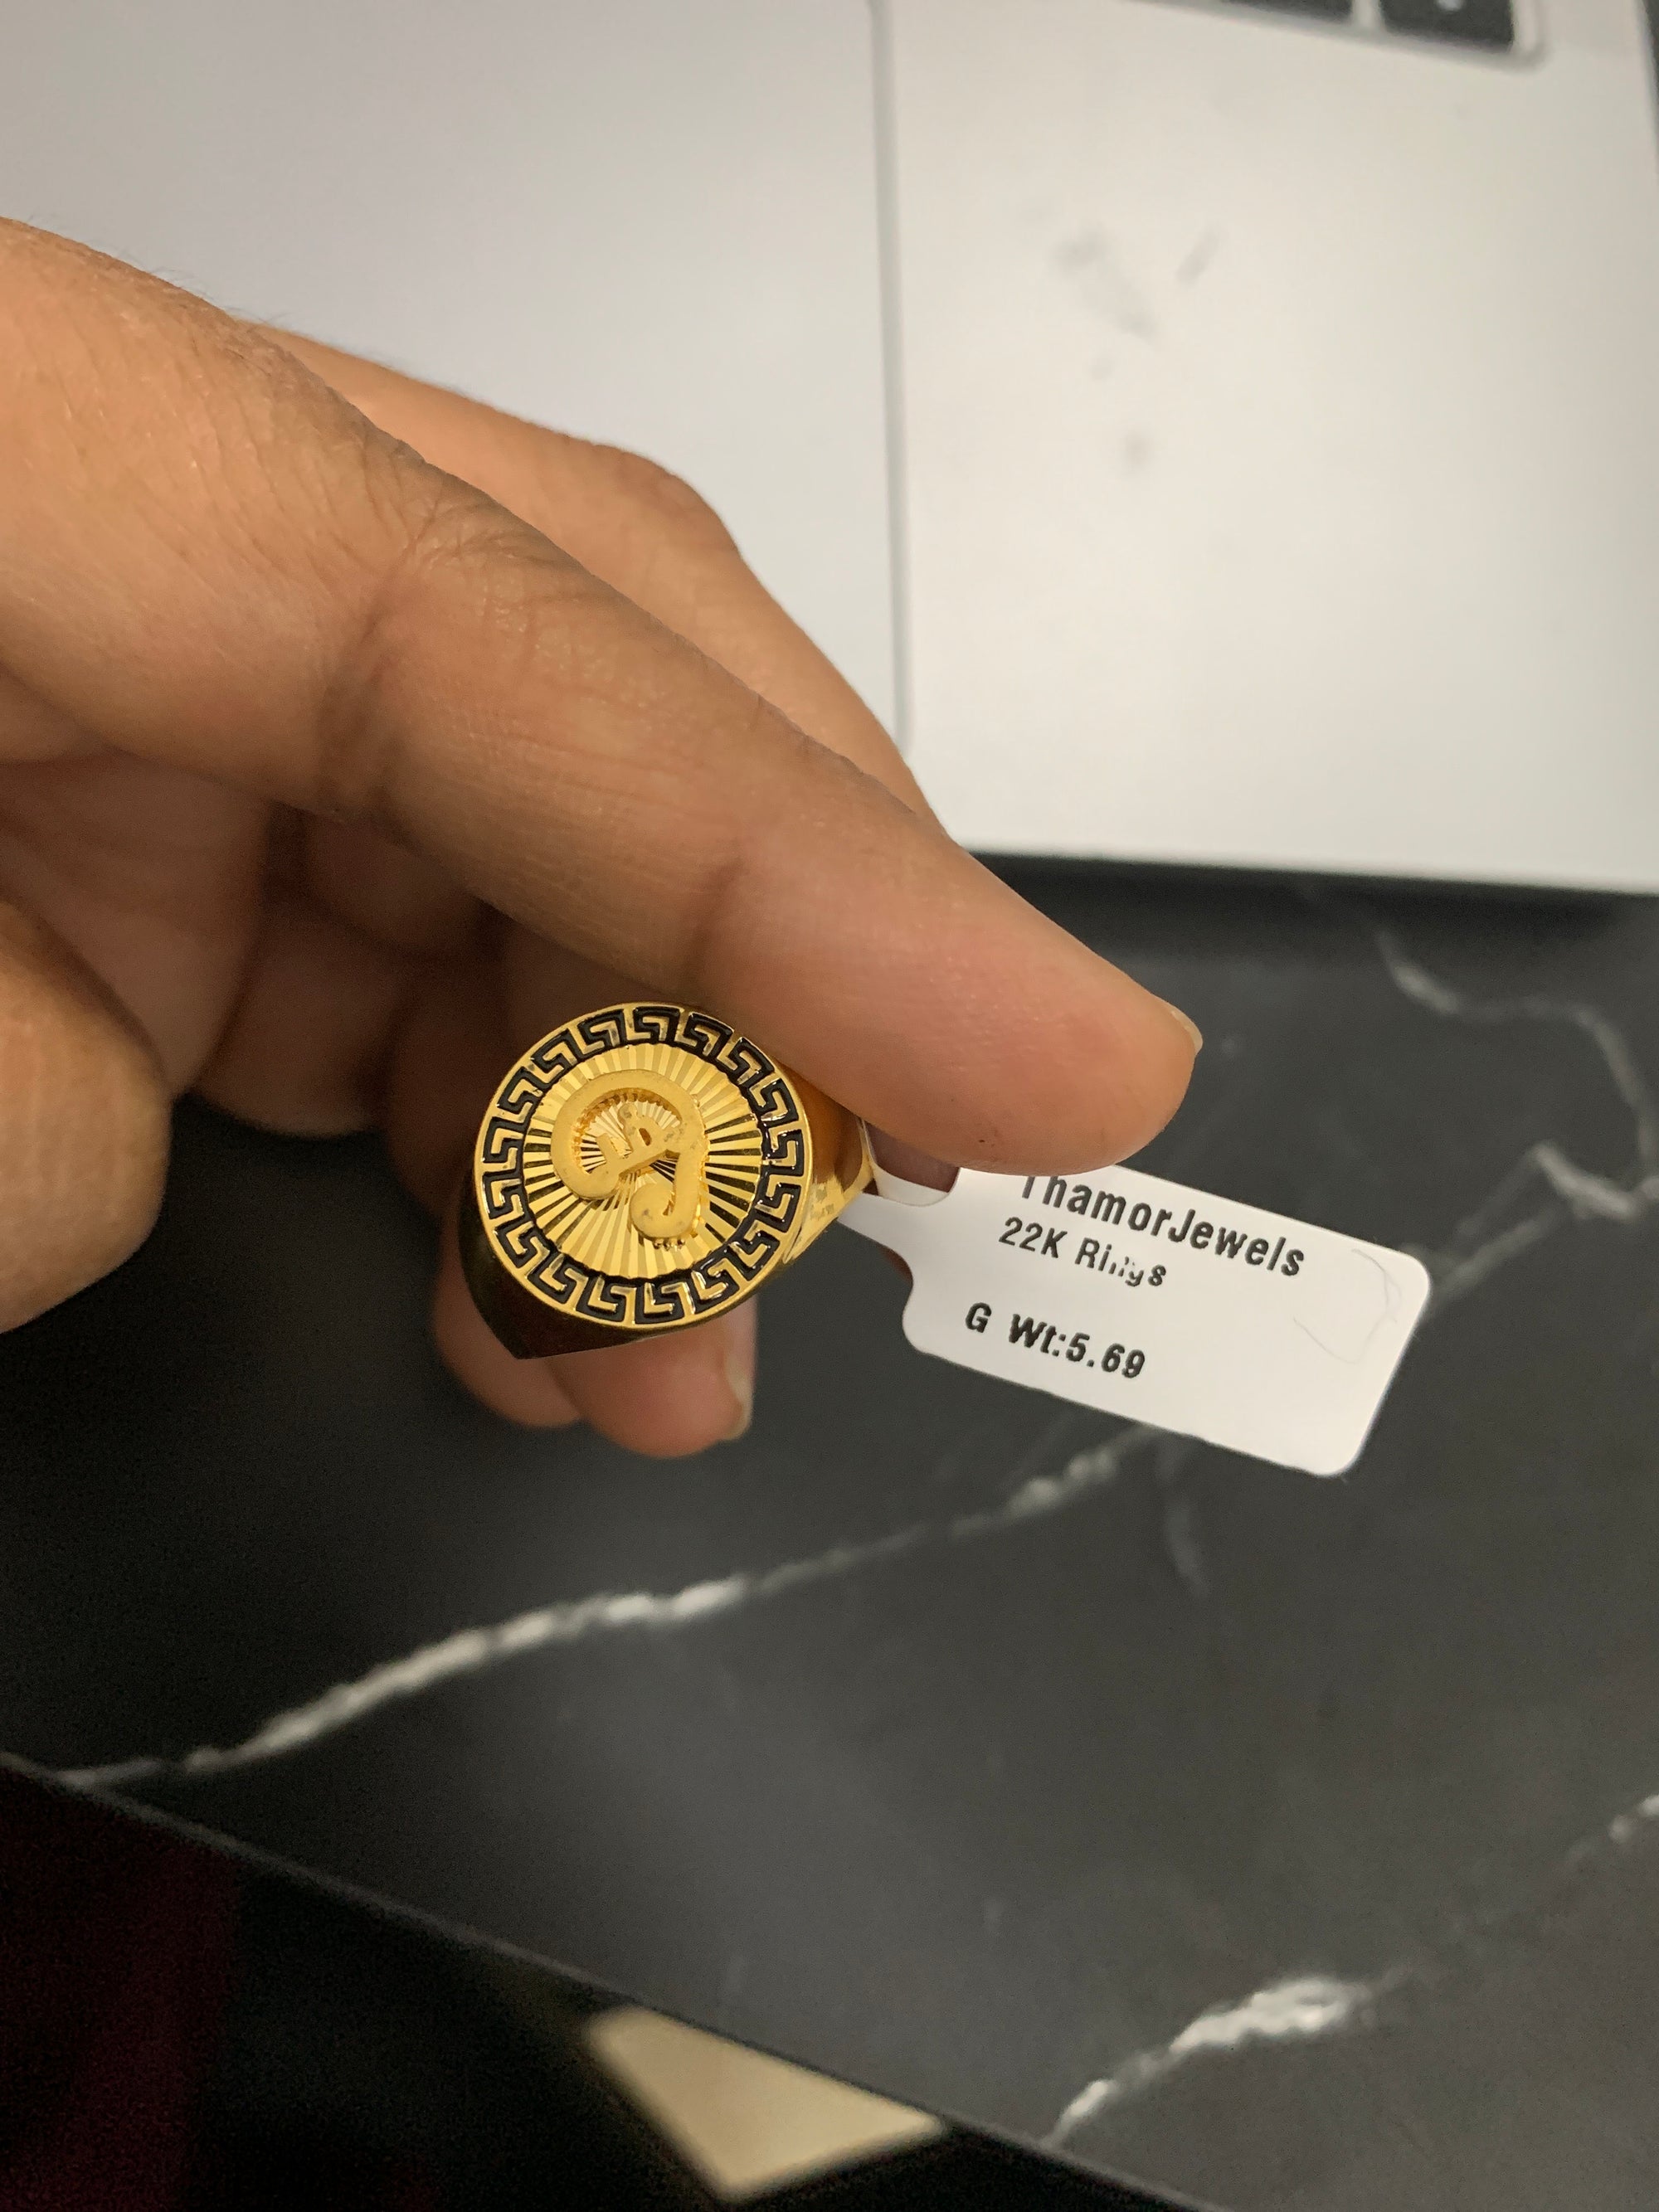 ThamorJewels
22K Rings
G Wt:5.69